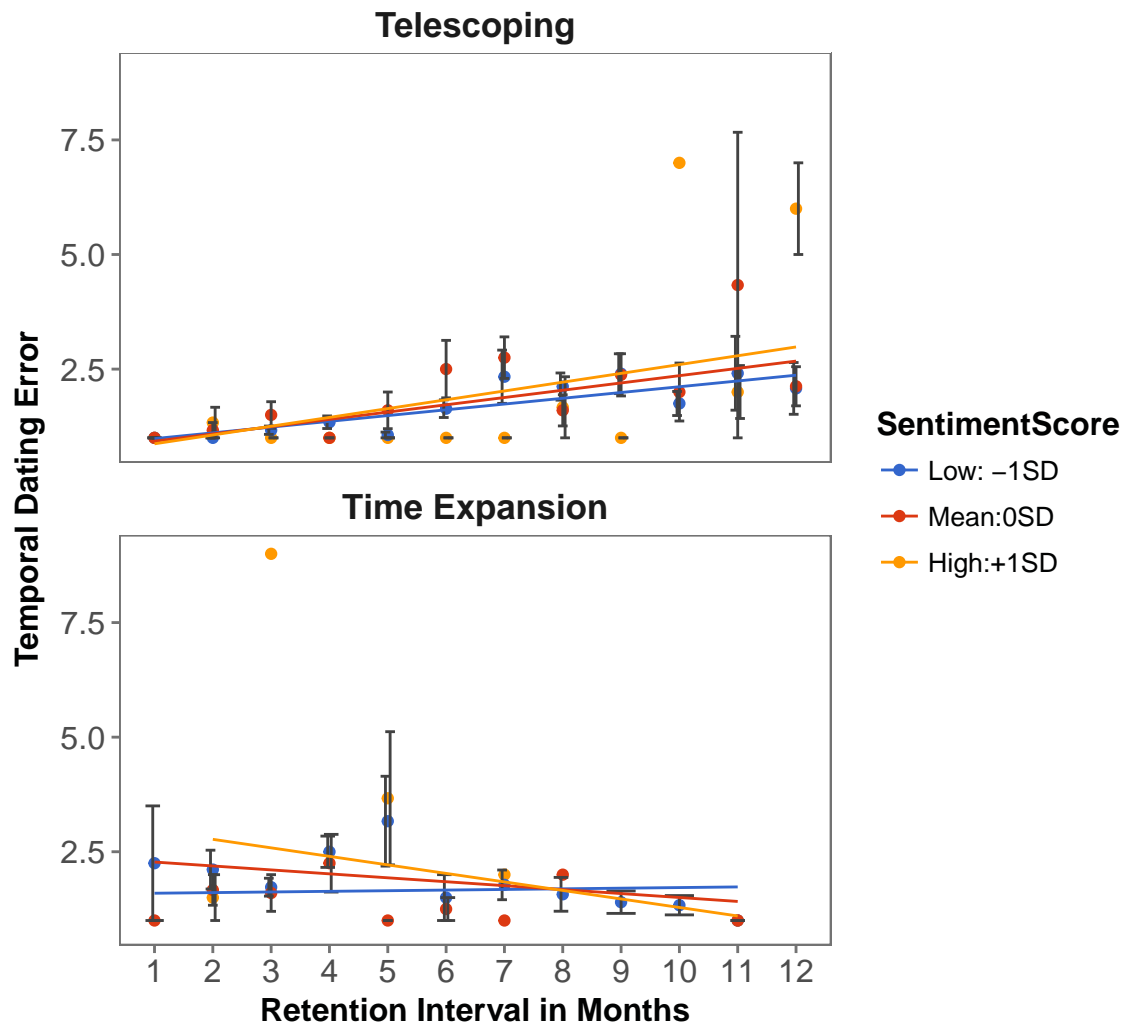 Telescoping
7.5
5.0
2.5
Temporal Dating Error
SentimentScore
Low: −1SD
Mean:0SD
High:+1SD
Time Expansion
7.5
5.0
2.5
1 2 3 4 5 6 7 8 9 10 11 12
Retention Interval in Months